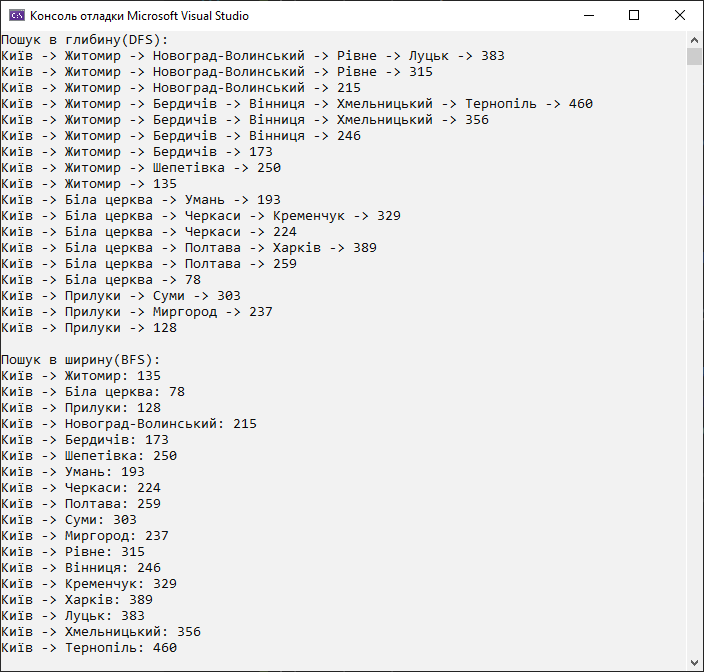 Консоль отладки Microsoft Visual Studio
Пошук в глибину(DFS):
Київ -> Житомир -> Новоград-Волинський -> Рівне -> Луцьк -> 383
Київ -> Житомир -> Новоград-Волинський -> Рівне -> 315
Київ -> Житомир -> Новоград-Волинський -> 215
Київ -> Житомир -> Бердичів -> Вінниця -> Хмельницький -> Тернопіль -> 460
Київ -> Житомир -> Бердичів -> Вінниця -> Хмельницький -> 356
Київ -> Житомир -> Бердичів -> Вінниця -> 246
Київ -> Житомир -> Бердичів -> 173
Київ -> Житомир -> Шепетівка -> 250
Київ -> Житомир -> 135
Київ -> Біла церква -> Умань -> 193
Київ -> Біла церква -> Черкаси -> Кременчук -> 329
Київ -> Біла церква -> Черкаси -> 224
Київ -> Біла церква -> Полтава -> Харків -> 389
Київ -> Біла церква -> Полтава -> 259
Київ -> Біла церква -> 78
Київ -> Прилуки -> Суми -> 303
Київ -> Прилуки -> Миргород -> 237
Київ -> Прилуки -> 128
Пошук в ширину(BFS):
Київ -> Житомир: 135
Київ -> Біла церква: 78
Київ -> Прилуки: 128
Київ -> Новоград-Волинський: 215
Київ -> Бердичів: 173
Київ -> Шепетівка: 250
Київ -> Умань: 193
Київ -> Черкаси: 224
Київ -> Полтава: 259
Київ -> Суми: 303
Київ -> Миргород: 237
Київ -> Рівне: 315
Київ -> Вінниця: 246
Київ -> Кременчук: 329
Київ -> Харків: 389
Київ -> Луцьк: 383
Київ -> Хмельницький: 356
Київ -> Тернопіль: 460